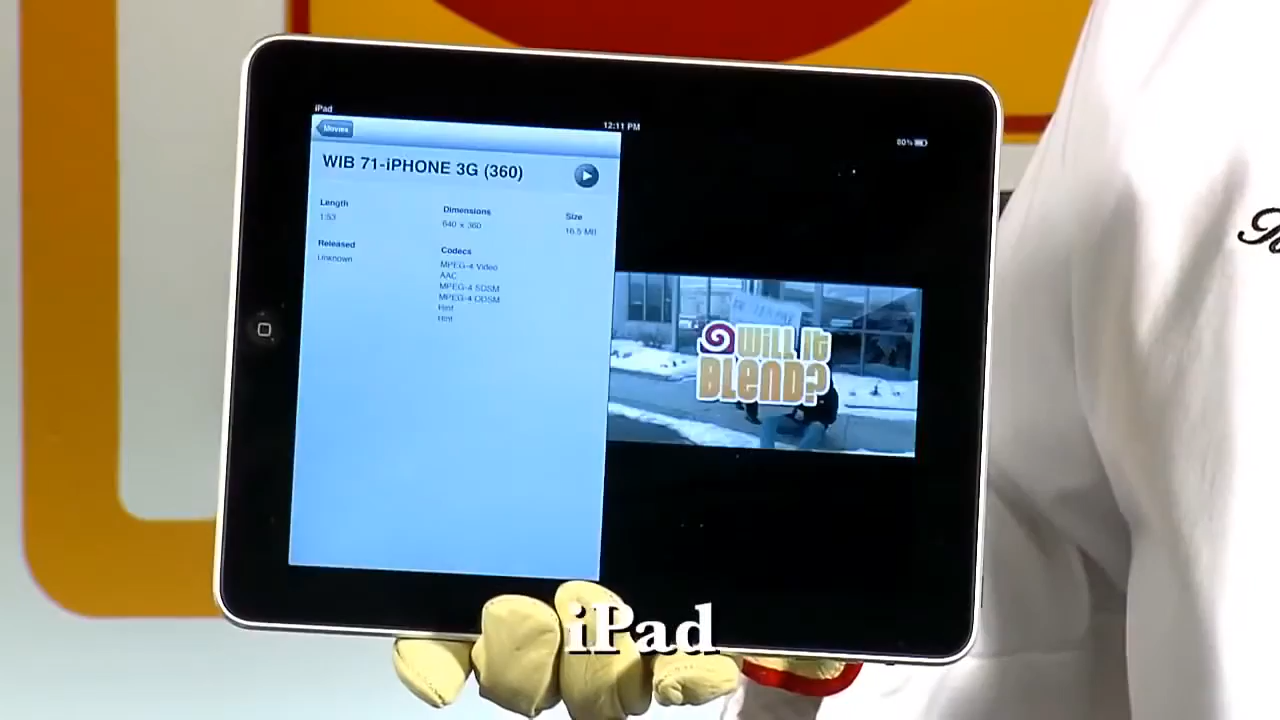 iPad
12:11 PM
80%
Movies
WIB 71-iPHONE 3G (360)
Length
1:53
Dimensions
640 x 360
Size
16.5 MB
Released
Unknown
Codecs
MPEG-4 Video
AAC
MPEG-4 SDSM
MPEG-4 ODSM
Hint
Hint
WiLL it
BLenD?
iPad